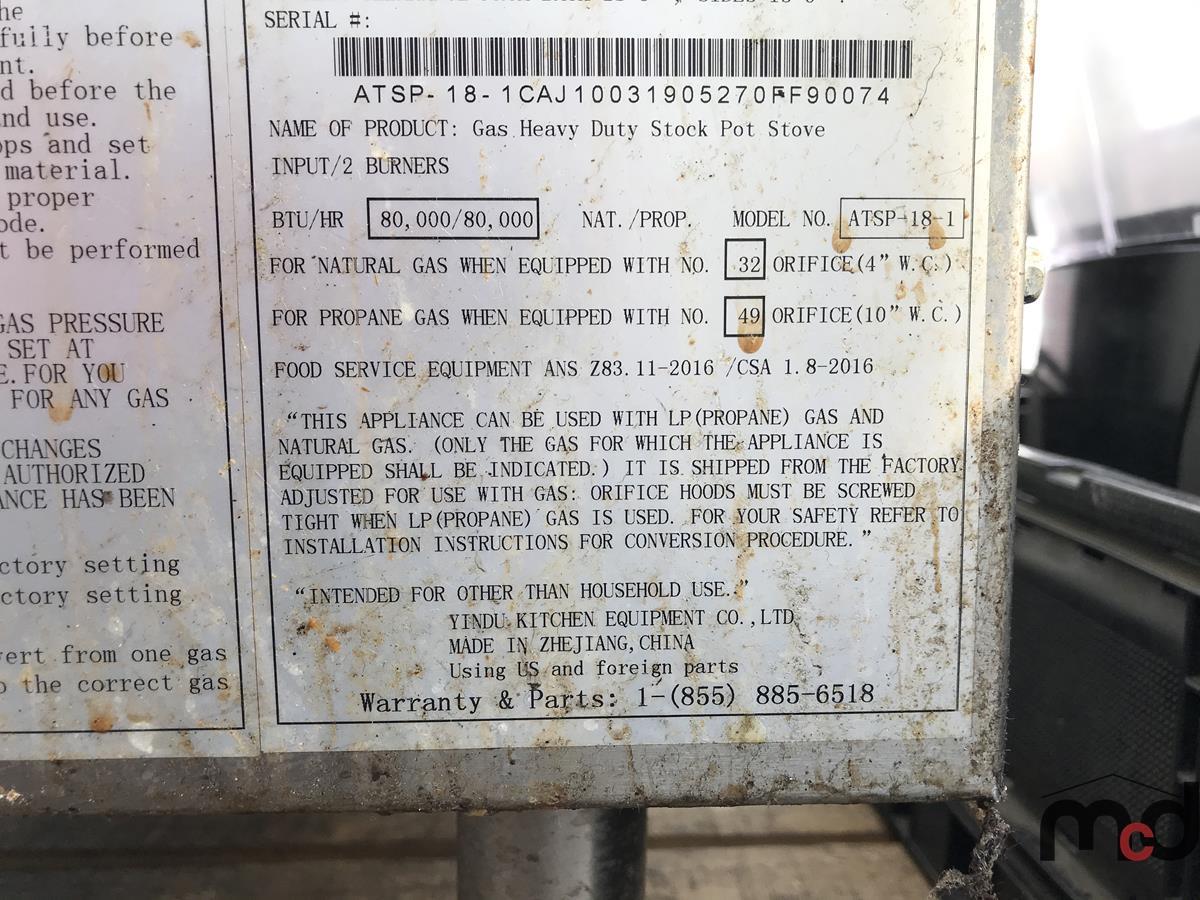 he
fully before
nt.
d before the
and use.
ops and set
material.
proper
ode.
t be performed
GAS PRESSURE
SET AT
E. FOR YOU
FOR ANY GAS
CHANGES
AUTHORIZED
ANCE HAS BEEN
ctory setting
ctory setting
vert from one gas
o the correct gas
SERIAL #:
ATSP-18-1CAJ10031905270FF90074
NAME OF PRODUCT: Gas Heavy Duty Stock Pot Stove
INPUT/2 BURNERS
BTU/HR 80,000/80,000 NAT./PROP. MODEL NO. ATSP-18-1
FOR NATURAL GAS WHEN EQUIPPED WITH NO. 32 ORIFICE(4" W.C.)
FOR PROPANE GAS WHEN EQUIPPED WITH NO. 49 ORIFICE(10" W.C.)
FOOD SERVICE EQUIPMENT ANS Z83.11-2016 /CSA 1.8-2016
"THIS APPLIANCE CAN BE USED WITH LP(PROPANE) GAS AND
NATURAL GAS. (ONLY THE GAS FOR WHICH THE APPLIANCE IS
EQUIPPED SHALL BE INDICATED.) IT IS SHIPPED FROM THE FACTORY
ADJUSTED FOR USE WITH GAS: ORIFICE HOODS MUST BE SCREWED
TIGHT WHEN LP(PROPANE) GAS IS USED. FOR YOUR SAFETY REFER TO
INSTALLATION INSTRUCTIONS FOR CONVERSION PROCEDURE."
"INTENDED FOR OTHER THAN HOUSEHOLD USE."
YINDU KITCHEN EQUIPMENT CO.,LTD
MADE IN ZHEJIANG, CHINA
Using US and foreign parts
Warranty & Parts: 1-(855) 885-6518
mcd